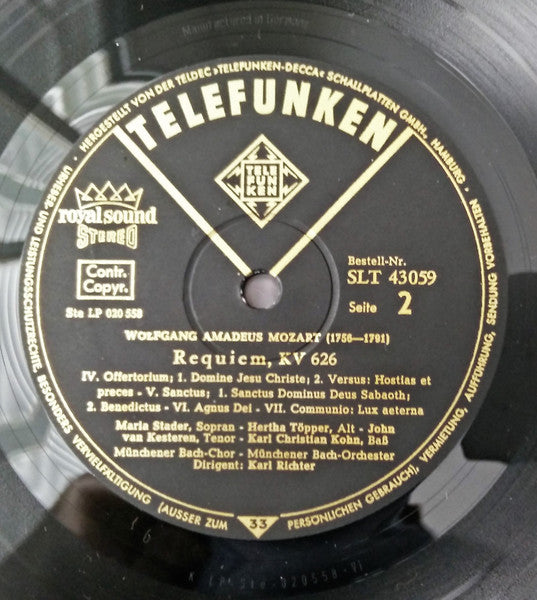 Manufactured in Germany
HERGESTELLT VON DER TELDEC »TELEFUNKEN-DECCA« SCHALLPLATTEN GMBH., HAMBURG ·
TELEFUNKEN
TELE
FUN
KEN
royal sound
STEREO
Contr.
Copyr.
Ste LP 020 558
Bestell-Nr.
SLT 43059
Seite 2
WOLFGANG AMADEUS MOZART (1756–1791)
Requiem, KV 626
IV. Offertorium; 1. Domine Jesu Christe; 2. Versus: Hostias et
preces - V. Sanctus; 1. Sanctus Dominus Deus Sabaoth;
2. Benedictus - VI. Agnus Dei - VII. Communio: Lux aeterna
Maria Stader, Sopran - Hertha Töpper, Alt - John
van Kesteren, Tenor - Karl Christian Kohn, Baß
Münchener Bach-Chor - Münchener Bach-Orchester
Dirigent: Karl Richter
33
URHEBER- UND LEISTUNGSSCHUTZRECHTE, BESONDERS VERVIELFÄLTIGUNG (AUSSER ZUM PERSÖNLICHEN GEBRAUCH), VERMIETUNG, AUFFÜHRUNG, SENDUNG VORBEHALTEN